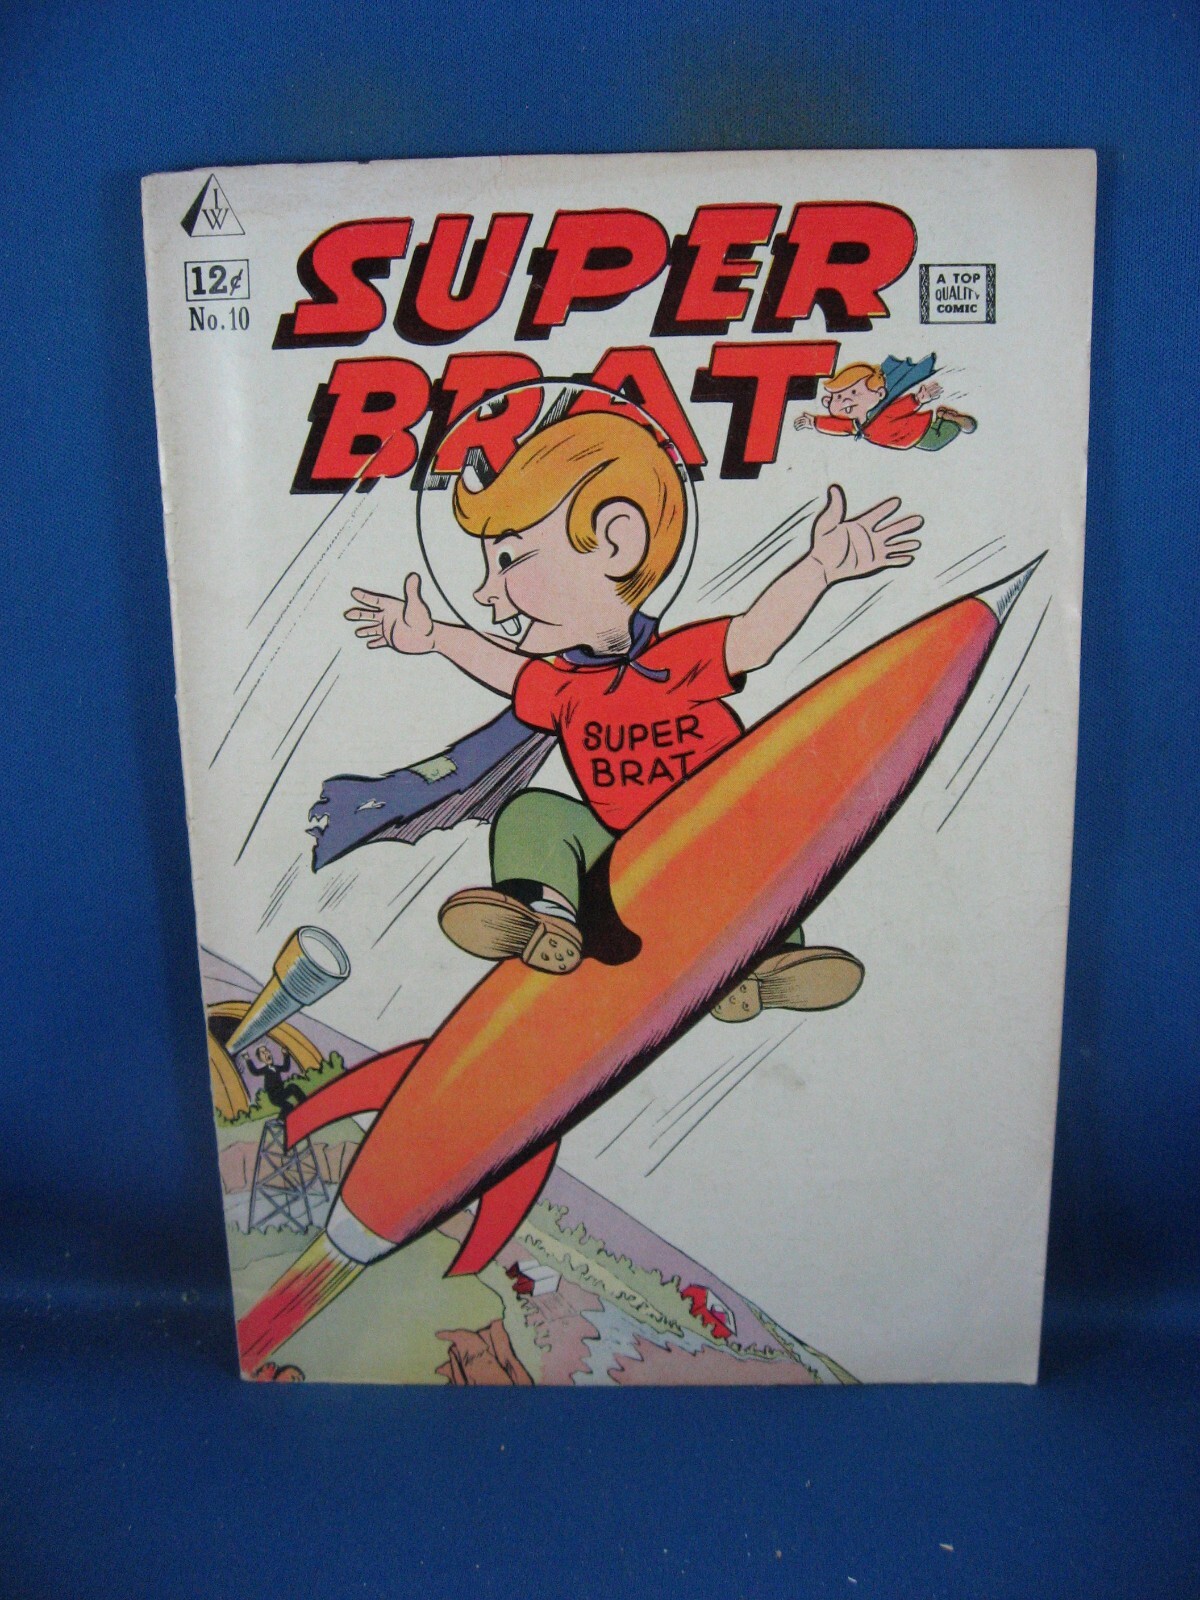 I
W
12¢
No. 10
SUPER
BRAT
A TOP
QUALITY
COMIC
SUPER
BRAT